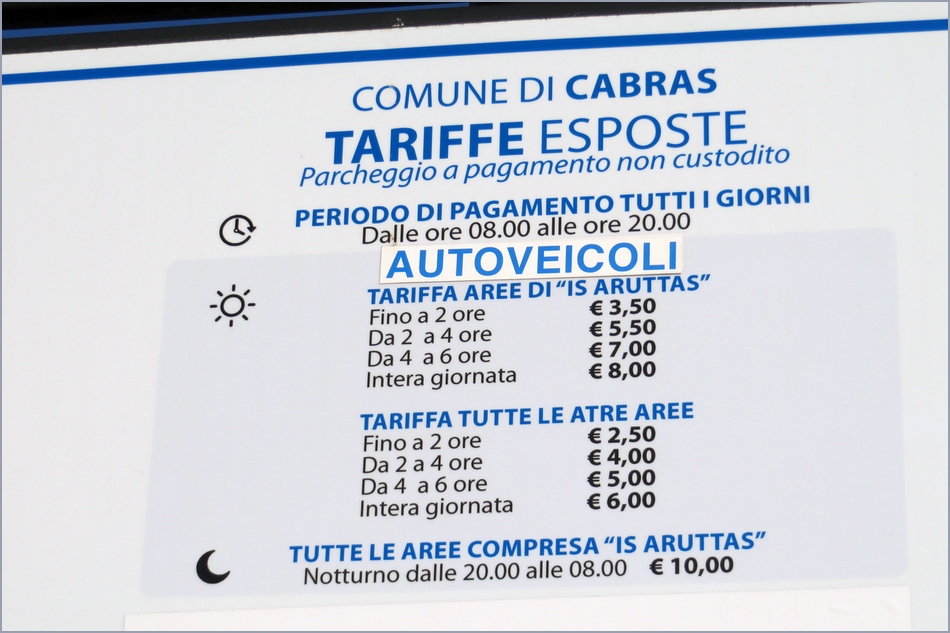 COMUNE DI CABRAS
TARIFFE ESPOSTE
Parcheggio a pagamento non custodito
PERIODO DI PAGAMENTO TUTTI I GIORNI
Dalle ore 08.00 alle ore 20.00
AUTOVEICOLI
TARIFFA AREE DI “IS ARUTTAS”
Fino a 2 ore € 3,50
Da 2 a 4 ore € 5,50
Da 4 a 6 ore € 7,00
Intera giornata € 8,00
TARIFFA TUTTE LE ATRE AREE
Fino a 2 ore € 2,50
Da 2 a 4 ore € 4,00
Da 4 a 6 ore € 5,00
Intera giornata € 6,00
TUTTE LE AREE COMPRESA “IS ARUTTAS”
Notturno dalle 20.00 alle 08.00 € 10,00